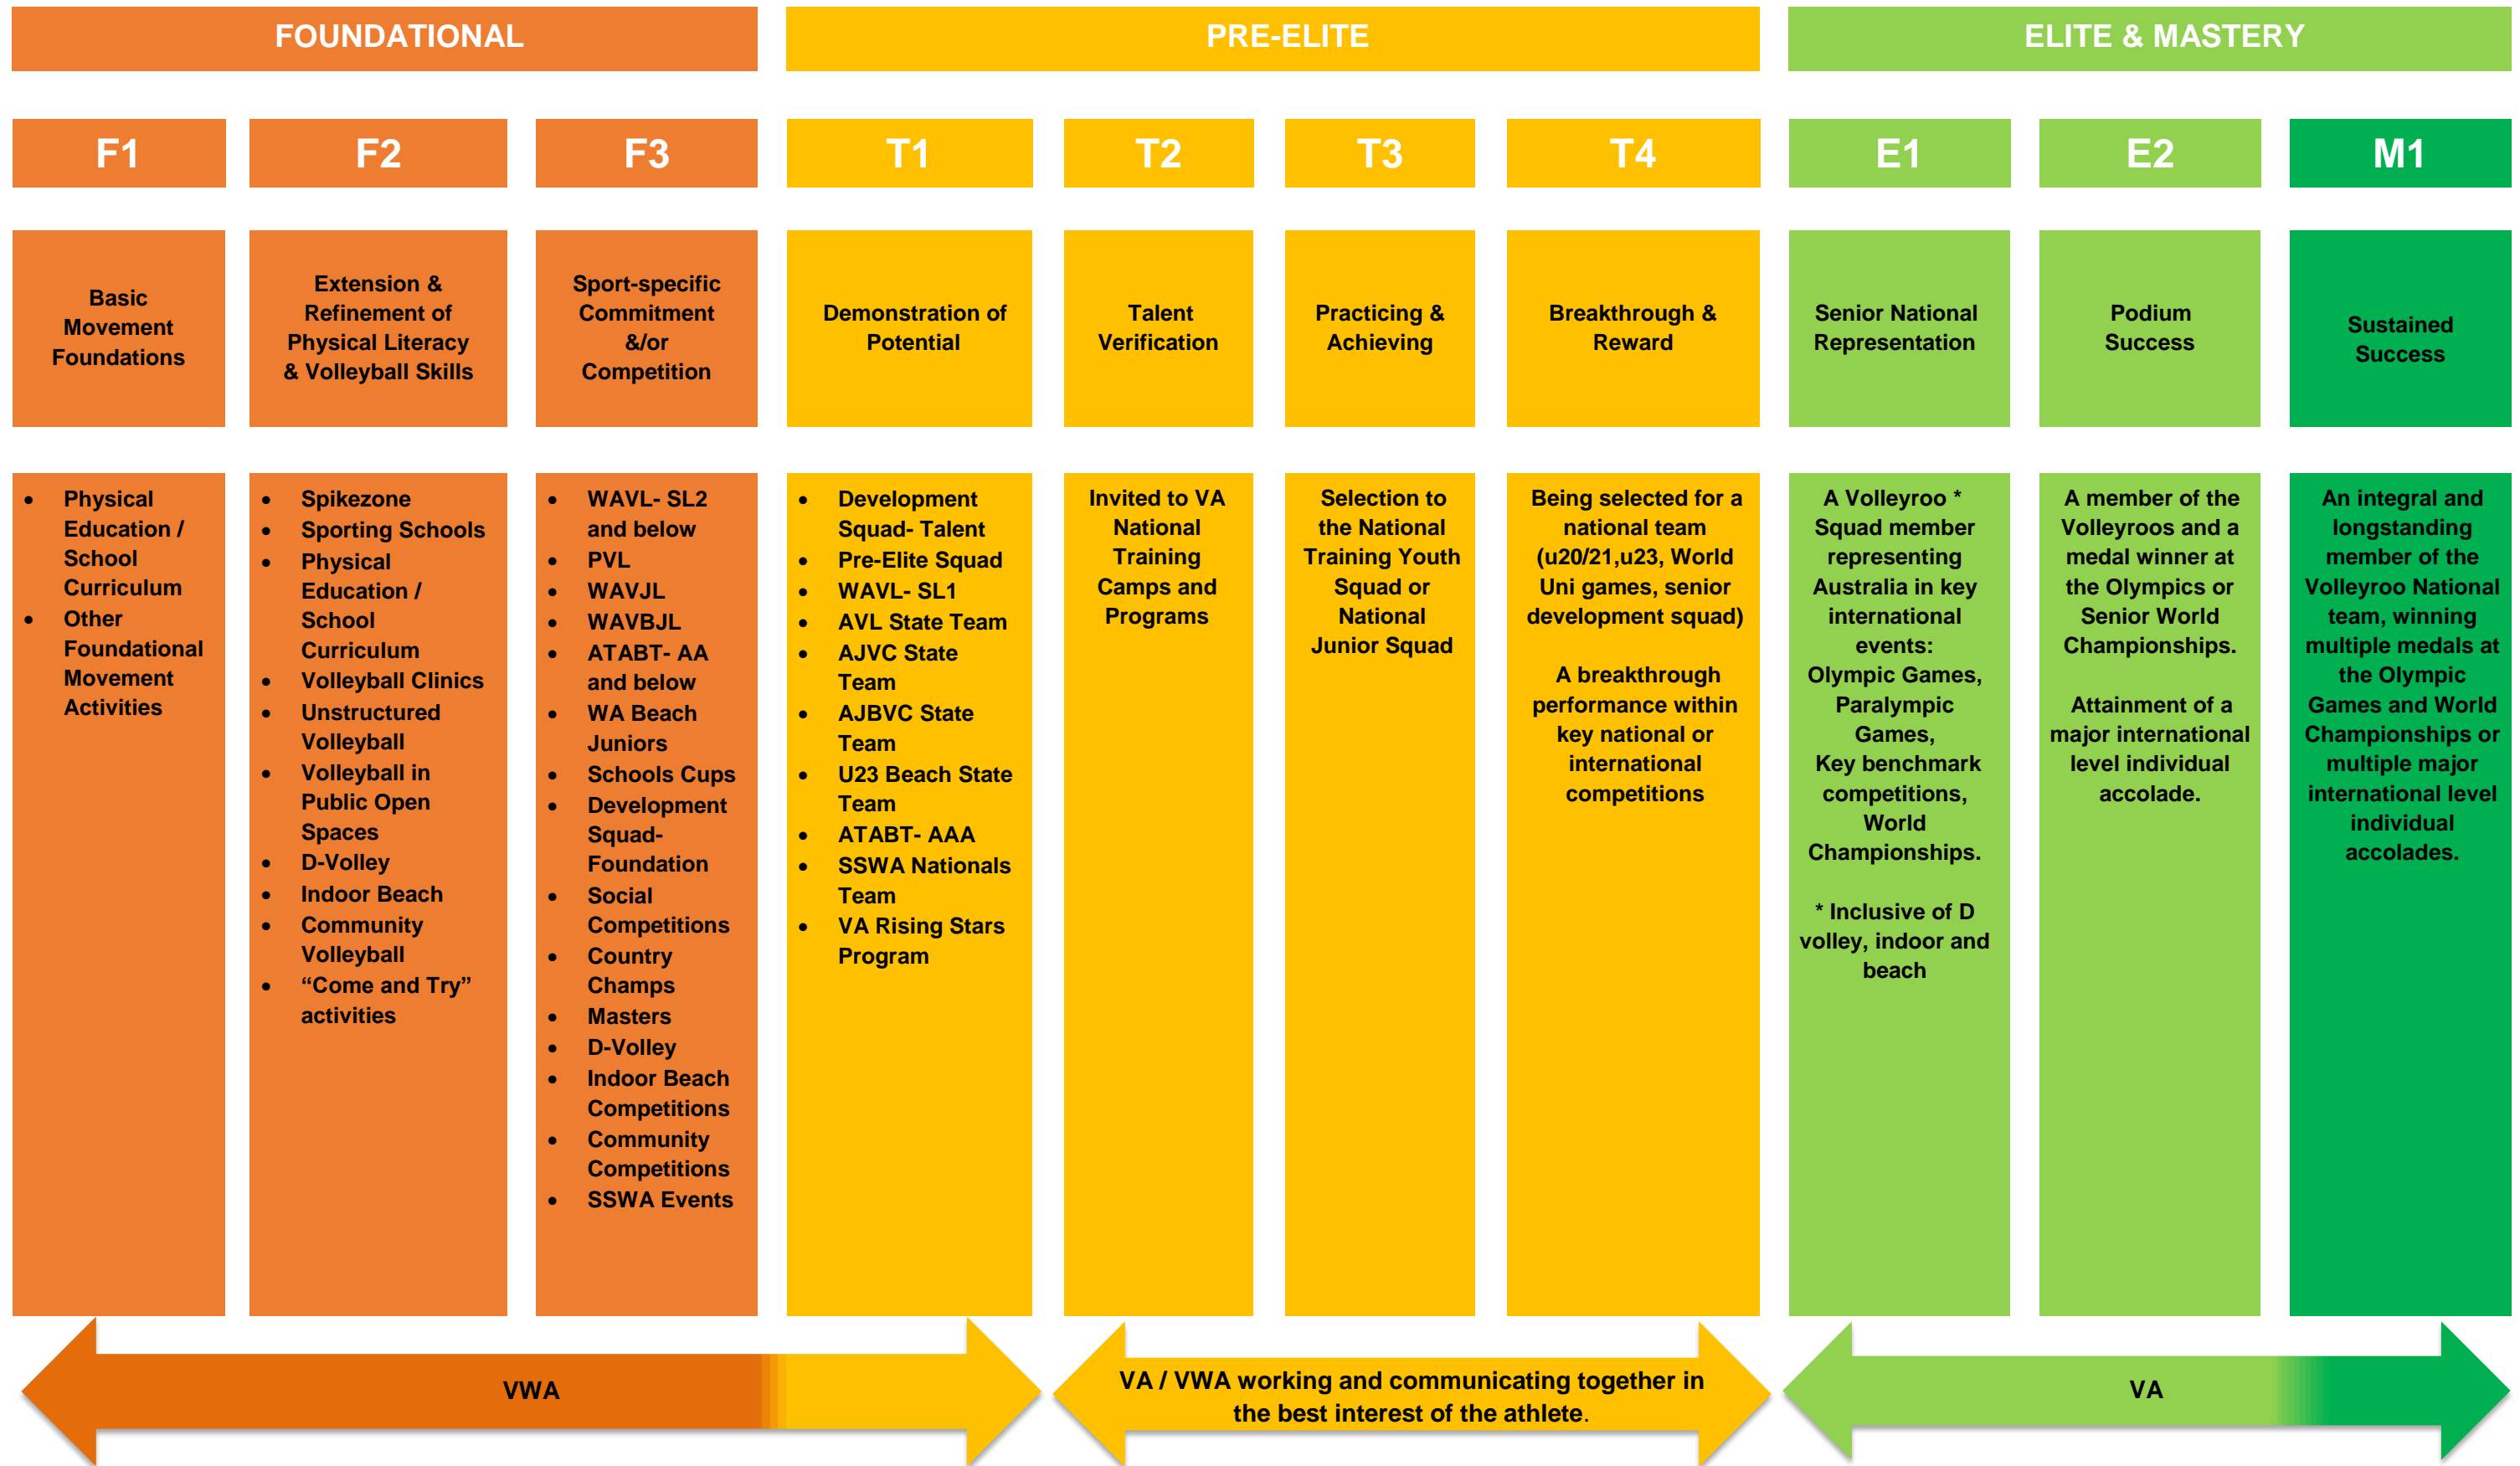 FOUNDATIONAL
PRE-ELITE
ELITE & MASTERY
F1
F2
F3
T1
T2
T3
T4
E1
E2
M1
Basic
Movement
Foundations
Extension &
Refinement of
Physical Literacy
& Volleyball Skills
Sport-specific
Commitment
&/or
Competition
Demonstration of
Potential
Talent
Verification
Practicing &
Achieving
Breakthrough &
Reward
Senior National
Representation
Podium
Success
Sustained
Success
• Physical
Education /
School
Curriculum
• Other
Foundational
Movement
Activities
• Spikezone
• Sporting Schools
• Physical
Education /
School
Curriculum
• Volleyball Clinics
• Unstructured
Volleyball
• Volleyball in
Public Open
Spaces
• D-Volley
• Indoor Beach
• Community
Volleyball
• “Come and Try”
activities
• WAVL- SL2
and below
• PVL
• WAVJL
• WAVBJL
• ATABT- AA
and below
• WA Beach
Juniors
• Schools Cups
• Development
Squad-
Foundation
• Social
Competitions
• Country
Champs
• Masters
• D-Volley
• Indoor Beach
Competitions
• Community
Competitions
• SSWA Events
• Development
Squad- Talent
• Pre-Elite Squad
• WAVL- SL1
• AVL State Team
• AJVC State
Team
• AJBVC State
Team
• U23 Beach State
Team
• ATABT- AAA
• SSWA Nationals
Team
• VA Rising Stars
Program
Invited to VA
National
Training
Camps and
Programs
Selection to
the National
Training Youth
Squad or
National
Junior Squad
Being selected for a
national team
(u20/21,u23, World
Uni games, senior
development squad)
A breakthrough
performance within
key national or
international
competitions
A Volleyroo *
Squad member
representing
Australia in key
international
events:
Olympic Games,
Paralympic
Games,
Key benchmark
competitions,
World
Championships.
* Inclusive of D
volley, indoor and
beach
A member of the
Volleyroos and a
medal winner at
the Olympics or
Senior World
Championships.
Attainment of a
major international
level individual
accolade.
An integral and
longstanding
member of the
Volleyroo National
team, winning
multiple medals at
the Olympic
Games and World
Championships or
multiple major
international level
individual
accolades.
VWA
VA / VWA working and communicating together in
the best interest of the athlete.
VA